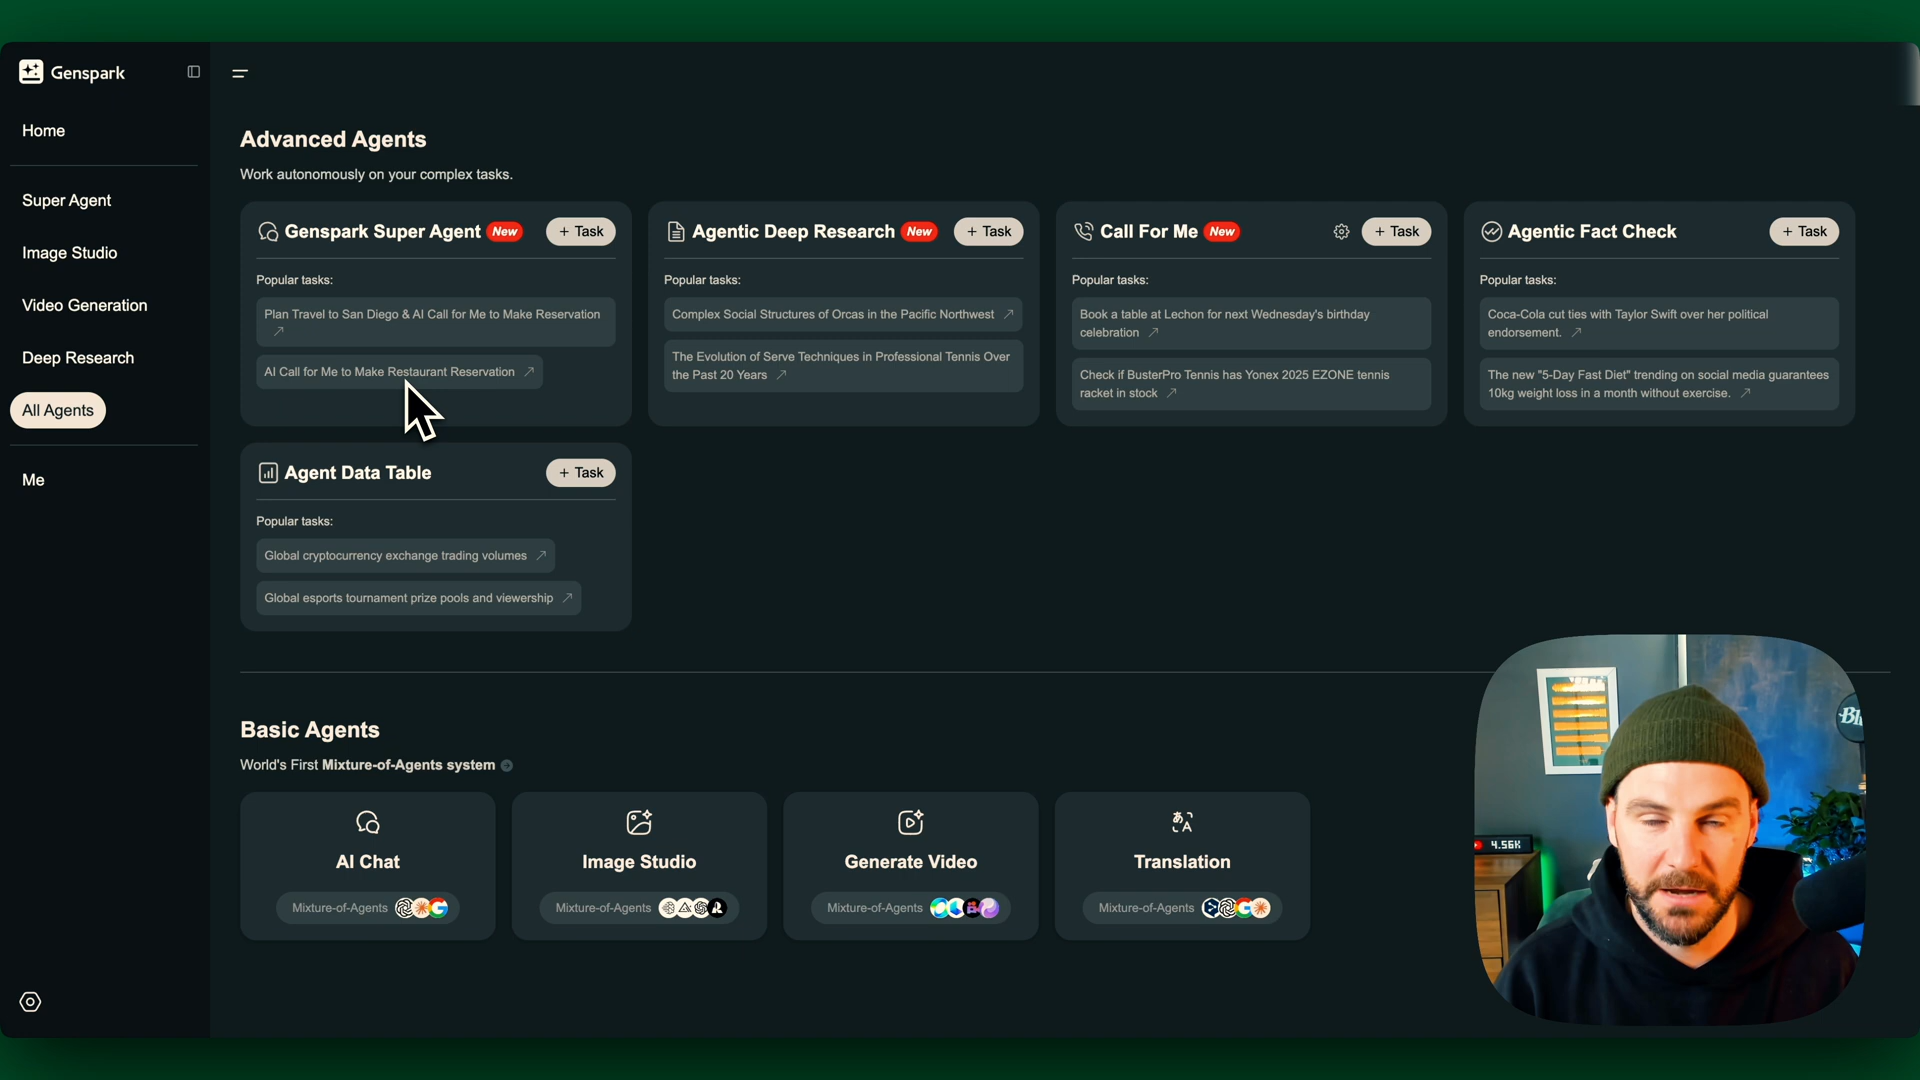 Genspark
Home
Super Agent
Image Studio
Video Generation
Deep Research
All Agents
Me
Advanced Agents
Work autonomously on your complex tasks.
Genspark Super Agent New + Task
Popular tasks:
Plan Travel to San Diego & AI Call for Me to Make Reservation
AI Call for Me to Make Restaurant Reservation
Agentic Deep Research New + Task
Popular tasks:
Complex Social Structures of Orcas in the Pacific Northwest
The Evolution of Serve Techniques in Professional Tennis Over
the Past 20 Years
Call For Me New + Task
Popular tasks:
Book a table at Lechon for next Wednesday's birthday
celebration
Check if BusterPro Tennis has Yonex 2025 EZONE tennis
racket in stock
Agentic Fact Check + Task
Popular tasks:
Coca-Cola cut ties with Taylor Swift over her political
endorsement.
The new "5-Day Fast Diet" trending on social media guarantees
10kg weight loss in a month without exercise.
Agent Data Table + Task
Popular tasks:
Global cryptocurrency exchange trading volumes
Global esports tournament prize pools and viewership
Basic Agents
World's First Mixture-of-Agents system
AI Chat
Mixture-of-Agents
Image Studio
Mixture-of-Agents
Generate Video
Mixture-of-Agents
Translation
Mixture-of-Agents
4.56K